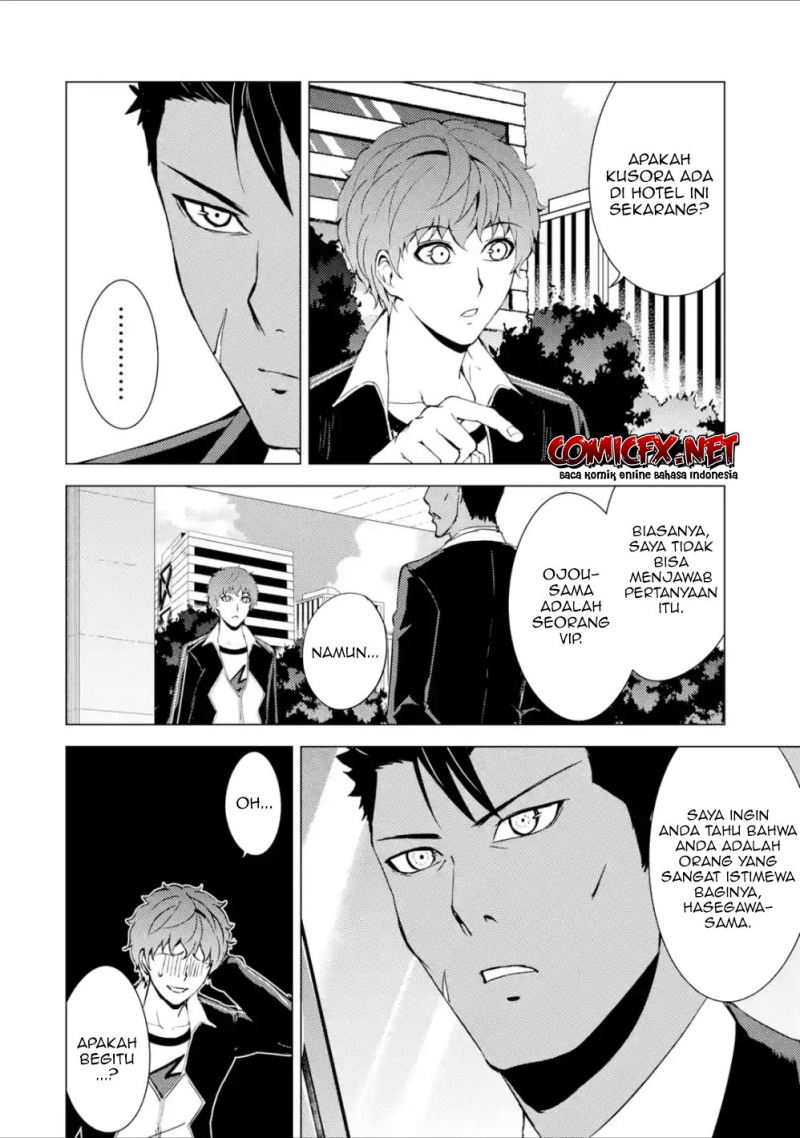 APAKAH
KUSORA ADA
DI HOTEL INI
SEKARANG?
.........
COMICFX.NET
Baca Komik Online Bahasa Indonesia
BIASANYA,
SAYA TIDAK
BISA
MENJAWAB
PERTANYAAN
ITU.
OJOU-
SAMA
ADALAH
SEORANG
VIP.
NAMUN...
SAYA INGIN
ANDA TAHU BAHWA
ANDA ADALAH
ORANG YANG
SANGAT ISTIMEWA
BAGINYA,
HASEGAWA-
SAMA.
OH...
APAKAH
BEGITU
...?